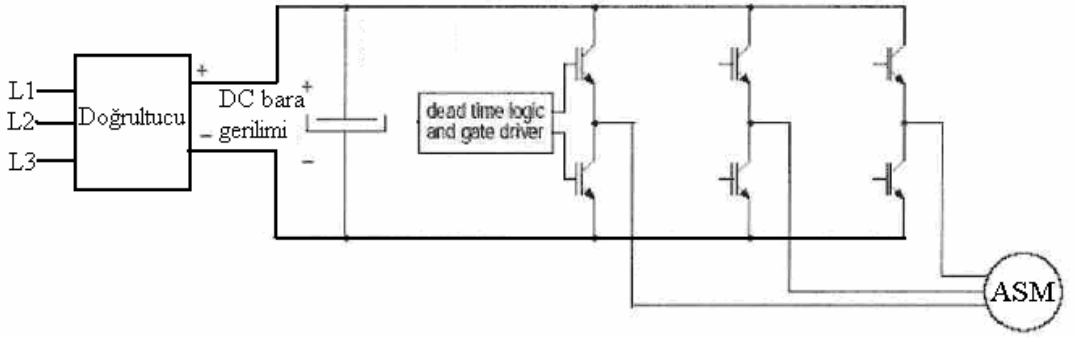 L1
L2
L3
Doğrultucu
+
−
DC bara
gerilimi
+
−
dead time logic
and gate driver
ASM